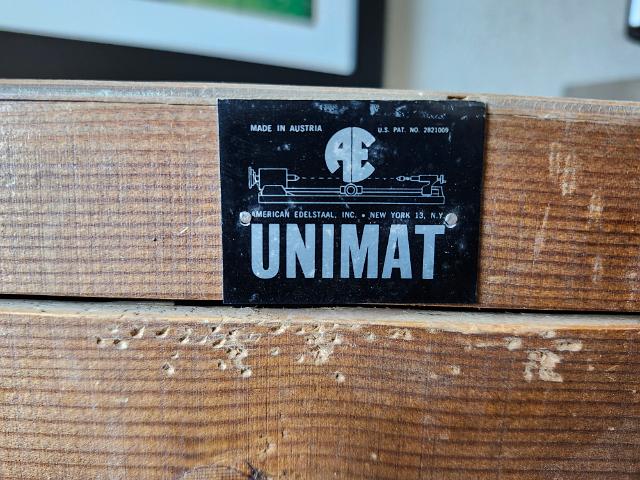 MADE IN AUSTRIA
U.S. PAT. NO. 2821009
AE
AMERICAN EDELSTAAL, INC. • NEW YORK 13, N.Y.
UNIMAT